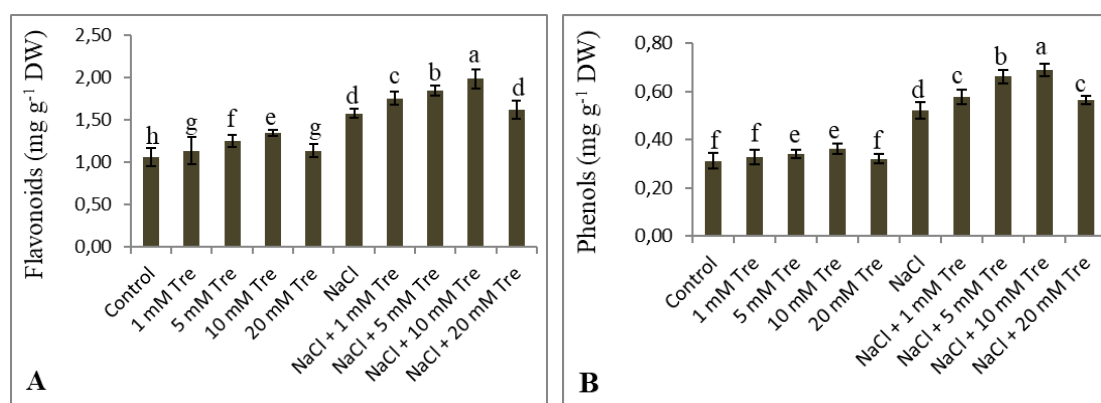 Flavonoids (mg g⁻¹ DW)
2,50
2,00
1,50
1,00
0,50
0,00
h
g
f
e
g
d
c
b
a
d
Control
1 mM Tre
5 mM Tre
10 mM Tre
20 mM Tre
NaCl
NaCl + 1 mM Tre
NaCl + 5 mM Tre
NaCl + 10 mM Tre
NaCl + 20 mM Tre
A
Phenols (mg g⁻¹ DW)
0,80
0,60
0,40
0,20
0,00
f
f
e
e
f
d
c
b
a
c
Control
1 mM Tre
5 mM Tre
10 mM Tre
20 mM Tre
NaCl
NaCl + 1 mM Tre
NaCl + 5 mM Tre
NaCl + 10 mM Tre
NaCl + 20 mM Tre
B